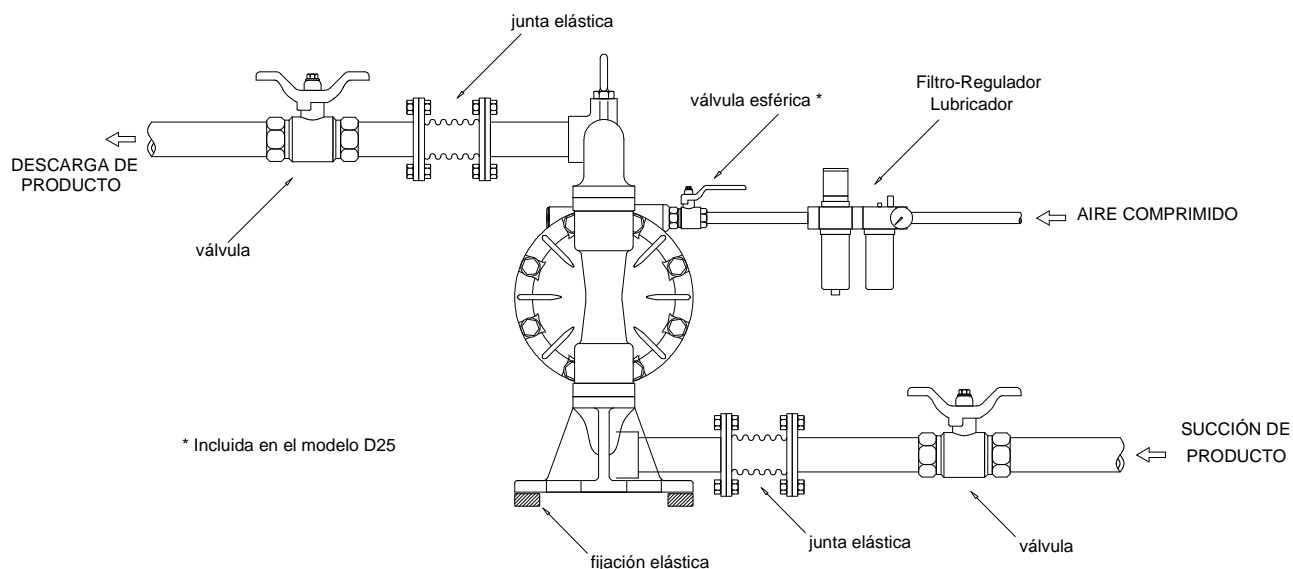 junta elástica
Filtro-Regulador
Lubricador
válvula esférica *
DESCARGA DE
PRODUCTO
AIRE COMPRIMIDO
válvula
* Incluida en el modelo D25
SUCCIÓN DE
PRODUCTO
junta elástica
válvula
fijación elástica